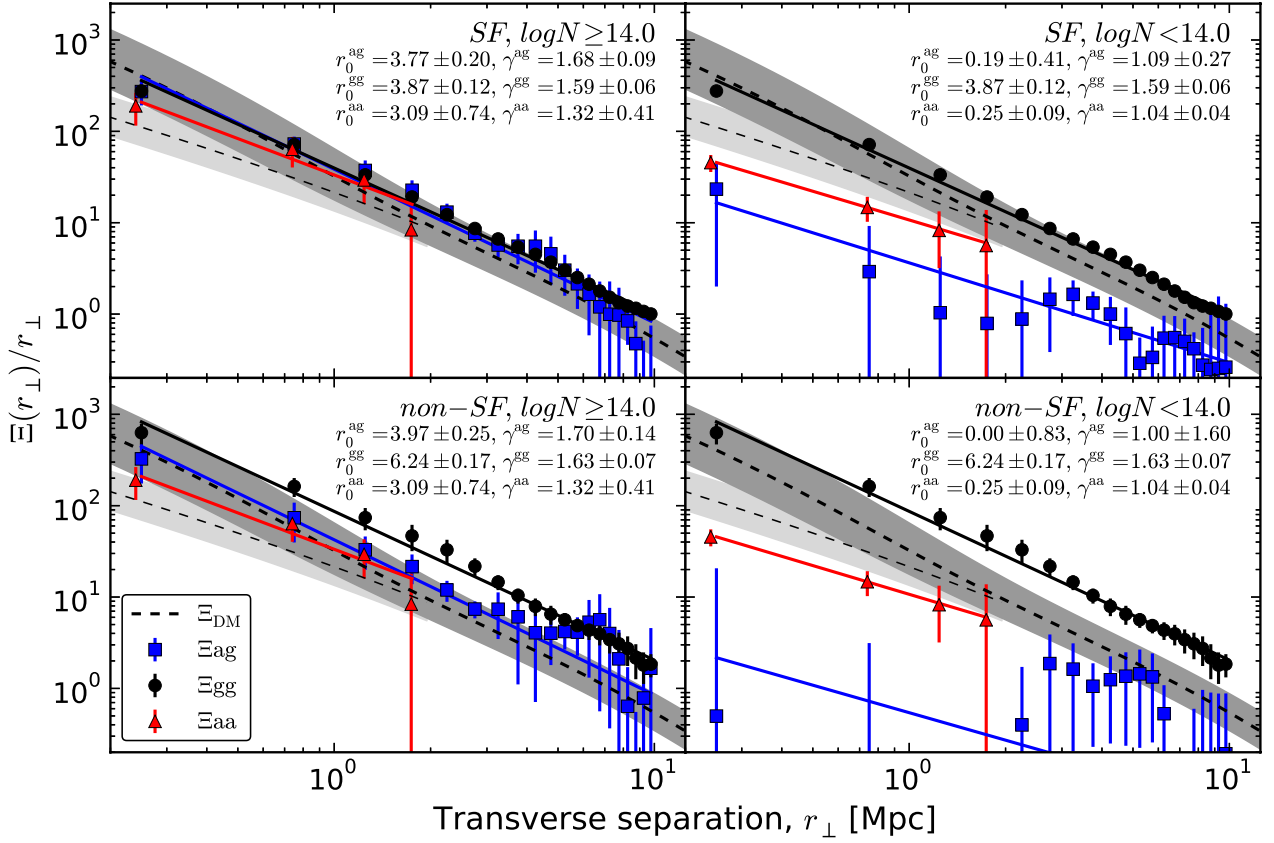 SF, logN ≥14.0
r₀ᵃᵍ =3.77 ±0.20, γᵃᵍ =1.68 ±0.09
r₀ᵍᵍ =3.87 ±0.12, γᵍᵍ =1.59 ±0.06
r₀ᵃᵃ =3.09 ±0.74, γᵃᵃ =1.32 ±0.41
SF, logN <14.0
r₀ᵃᵍ =0.19 ±0.41, γᵃᵍ =1.09 ±0.27
r₀ᵍᵍ =3.87 ±0.12, γᵍᵍ =1.59 ±0.06
r₀ᵃᵃ =0.25 ±0.09, γᵃᵃ =1.04 ±0.04
10³
10²
10¹
10⁰
Ξ(r⊥)/r⊥
non−SF, logN ≥14.0
r₀ᵃᵍ =3.97 ±0.25, γᵃᵍ =1.70 ±0.14
r₀ᵍᵍ =6.24 ±0.17, γᵍᵍ =1.63 ±0.07
r₀ᵃᵃ =3.09 ±0.74, γᵃᵃ =1.32 ±0.41
non−SF, logN <14.0
r₀ᵃᵍ =0.00 ±0.83, γᵃᵍ =1.00 ±1.60
r₀ᵍᵍ =6.24 ±0.17, γᵍᵍ =1.63 ±0.07
r₀ᵃᵃ =0.25 ±0.09, γᵃᵃ =1.04 ±0.04
10³
10²
10¹
10⁰
Ξ_DM
Ξag
Ξgg
Ξaa
10⁰ 10¹ 10⁰ 10¹
Transverse separation, r⊥ [Mpc]